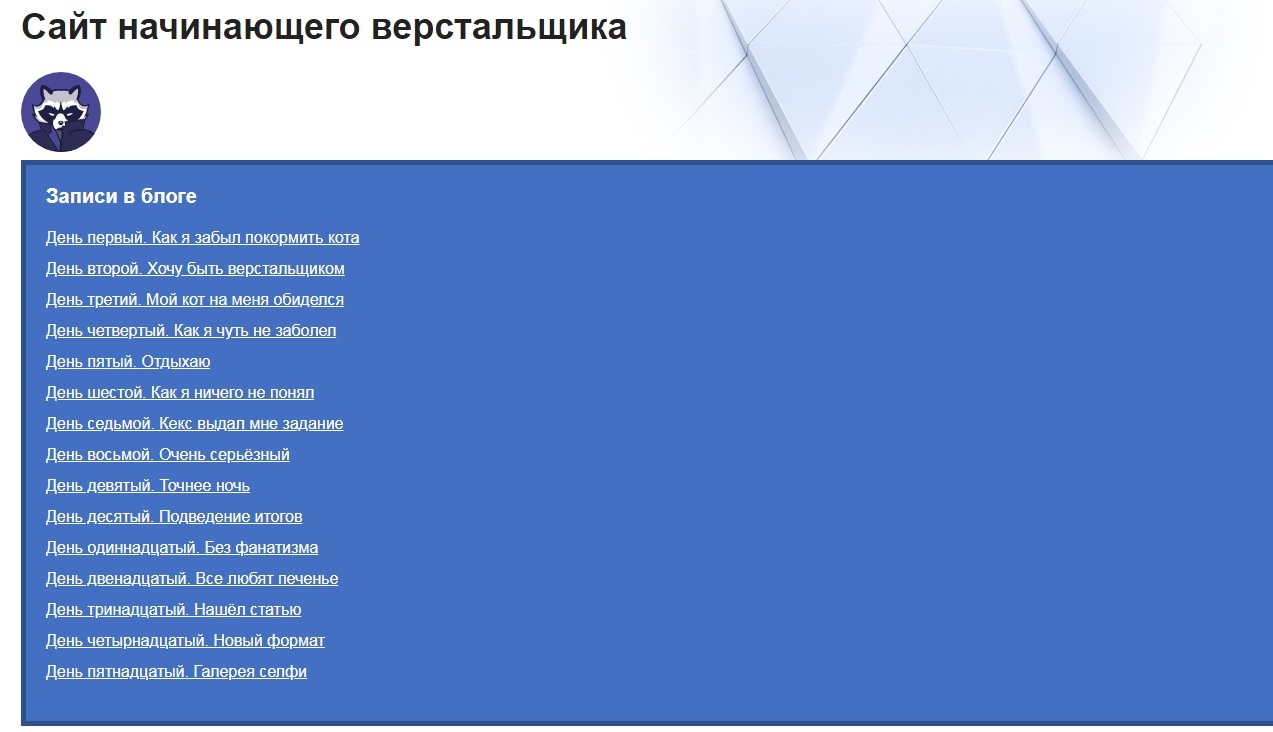 Сайт начинающего верстальщика
Записи в блоге
День первый. Как я забыл покормить кота
День второй. Хочу быть верстальщиком
День третий. Мой кот на меня обиделся
День четвертый. Как я чуть не заболел
День пятый. Отдыхаю
День шестой. Как я ничего не понял
День седьмой. Кекс выдал мне задание
День восьмой. Очень серьёзный
День девятый. Точнее ночь
День десятый. Подведение итогов
День одиннадцатый. Без фанатизма
День двенадцатый. Все любят печенье
День тринадцатый. Нашёл статью
День четырнадцатый. Новый формат
День пятнадцатый. Галерея селфи